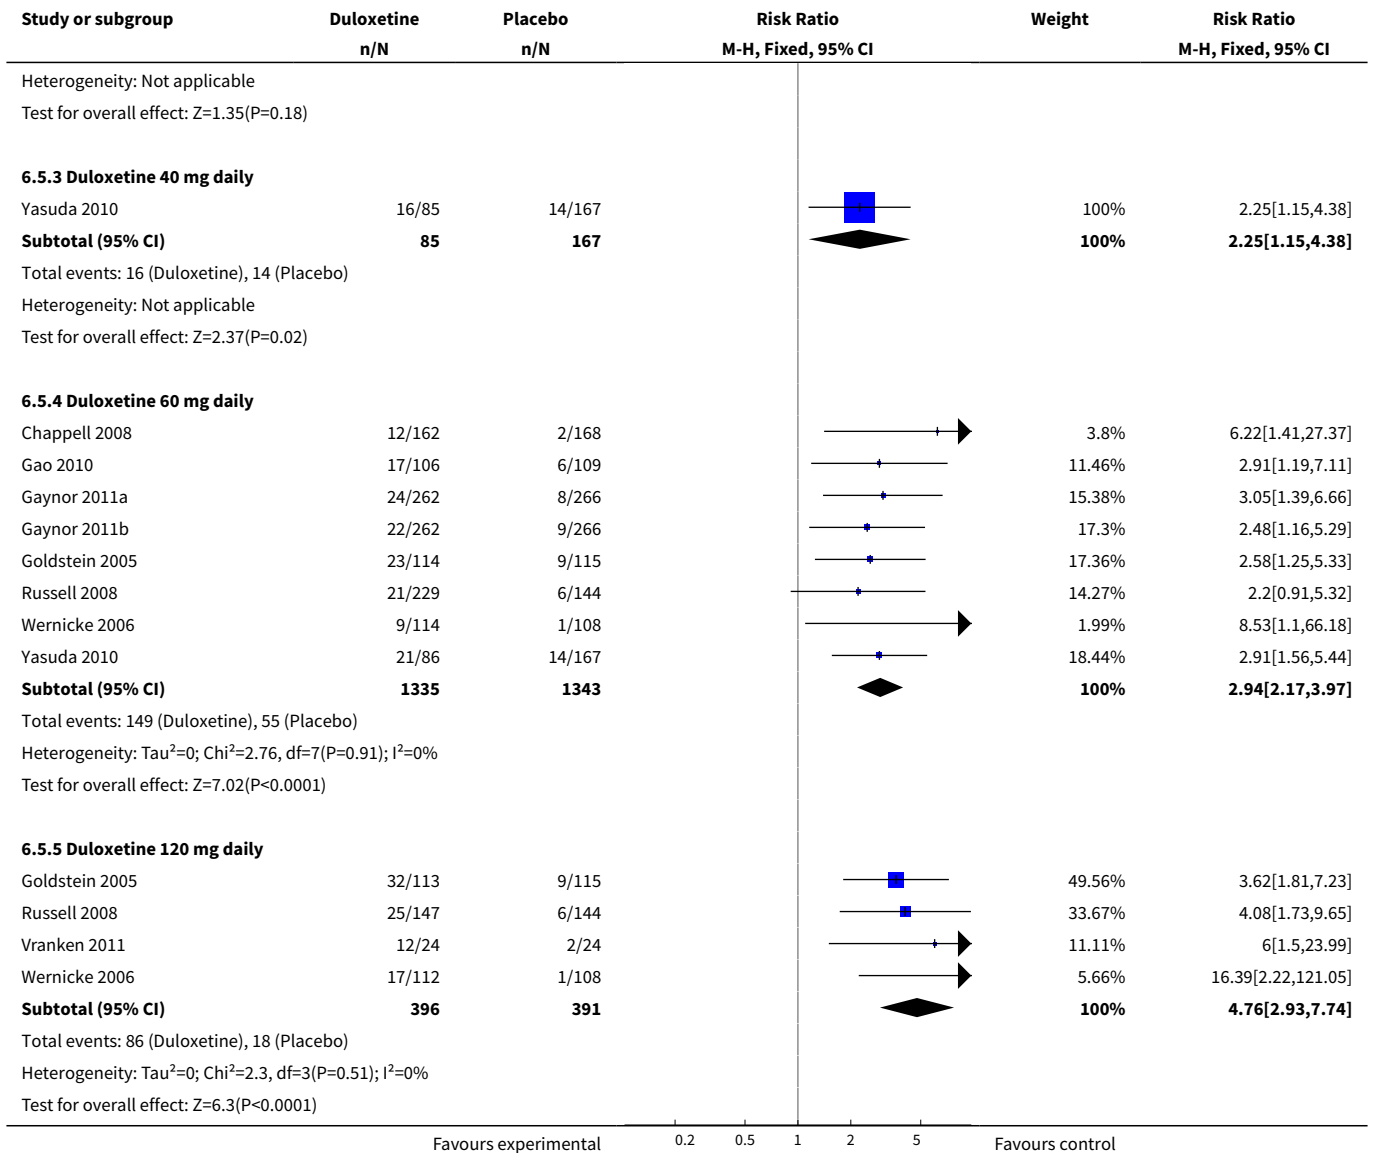 Study or subgroup Duloxetine Placebo Risk Ratio Weight Risk Ratio
n/N n/N M-H, Fixed, 95% CI M-H, Fixed, 95% CI
Heterogeneity: Not applicable
Test for overall effect: Z=1.35(P=0.18)
6.5.3 Duloxetine 40 mg daily
Yasuda 2010 16/85 14/167 100% 2.25[1.15,4.38]
Subtotal (95% CI) 85 167 100% 2.25[1.15,4.38]
Total events: 16 (Duloxetine), 14 (Placebo)
Heterogeneity: Not applicable
Test for overall effect: Z=2.37(P=0.02)
6.5.4 Duloxetine 60 mg daily
Chappell 2008 12/162 2/168 3.8% 6.22[1.41,27.37]
Gao 2010 17/106 6/109 11.46% 2.91[1.19,7.11]
Gaynor 2011a 24/262 8/266 15.38% 3.05[1.39,6.66]
Gaynor 2011b 22/262 9/266 17.3% 2.48[1.16,5.29]
Goldstein 2005 23/114 9/115 17.36% 2.58[1.25,5.33]
Russell 2008 21/229 6/144 14.27% 2.2[0.91,5.32]
Wernicke 2006 9/114 1/108 1.99% 8.53[1.1,66.18]
Yasuda 2010 21/86 14/167 18.44% 2.91[1.56,5.44]
Subtotal (95% CI) 1335 1343 100% 2.94[2.17,3.97]
Total events: 149 (Duloxetine), 55 (Placebo)
Heterogeneity: Tau²=0; Chi²=2.76, df=7(P=0.91); I²=0%
Test for overall effect: Z=7.02(P<0.0001)
6.5.5 Duloxetine 120 mg daily
Goldstein 2005 32/113 9/115 49.56% 3.62[1.81,7.23]
Russell 2008 25/147 6/144 33.67% 4.08[1.73,9.65]
Vranken 2011 12/24 2/24 11.11% 6[1.5,23.99]
Wernicke 2006 17/112 1/108 5.66% 16.39[2.22,121.05]
Subtotal (95% CI) 396 391 100% 4.76[2.93,7.74]
Total events: 86 (Duloxetine), 18 (Placebo)
Heterogeneity: Tau²=0; Chi²=2.3, df=3(P=0.51); I²=0%
Test for overall effect: Z=6.3(P<0.0001)
Favours experimental 0.2 0.5 1 2 5 Favours control